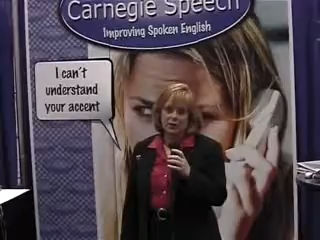 Carnegie Speech
Improving Spoken English
I can't
understand
your accent